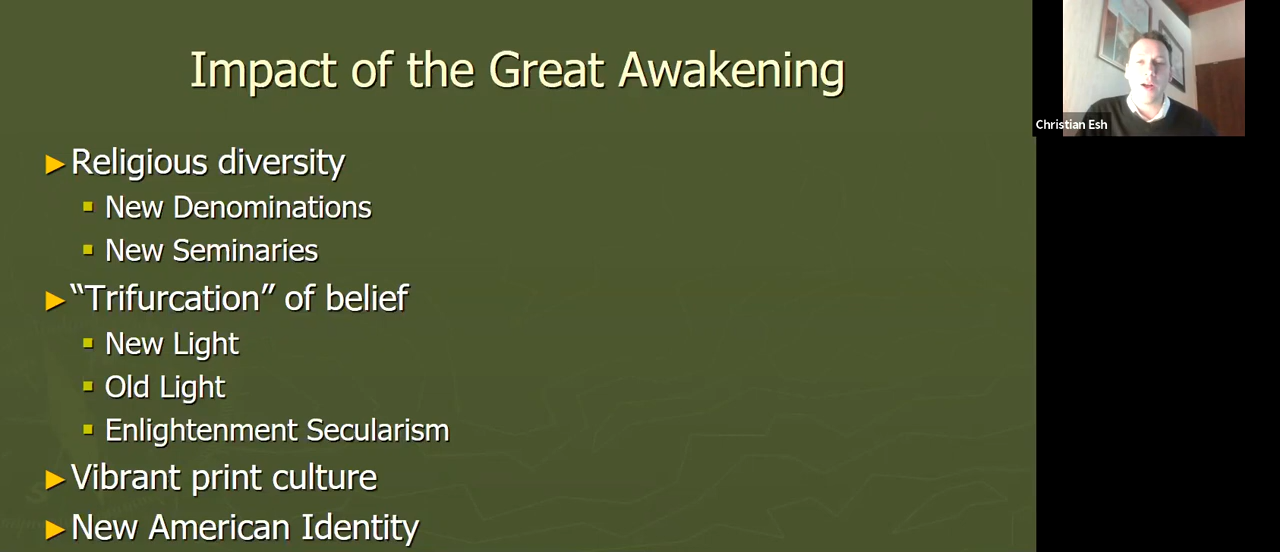 Impact of the Great Awakening
Christian Esh
►Religious diversity
▪ New Denominations
▪ New Seminaries
►“Trifurcation” of belief
▪ New Light
▪ Old Light
▪ Enlightenment Secularism
►Vibrant print culture
►New American Identity